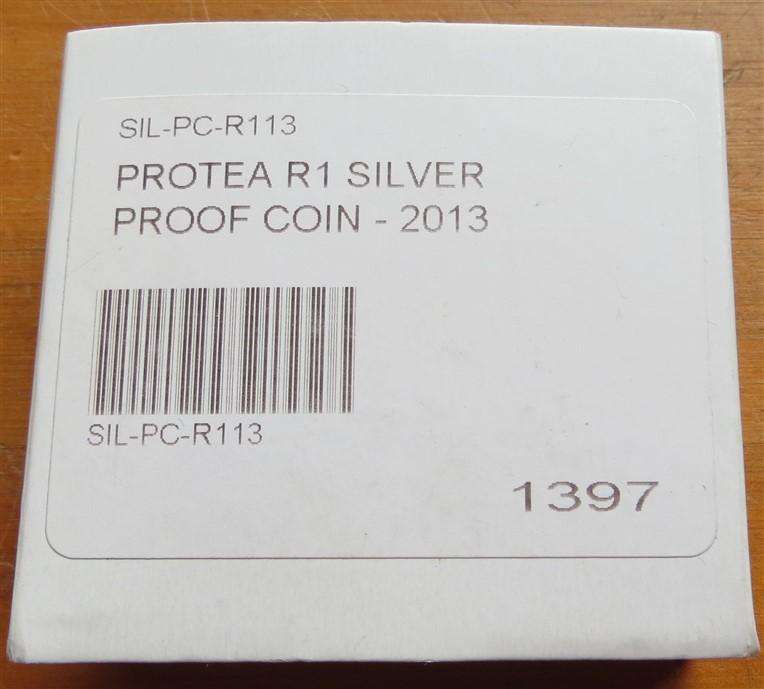 SIL-PC-R113
PROTEA R1 SILVER
PROOF COIN - 2013
SIL-PC-R113
1397